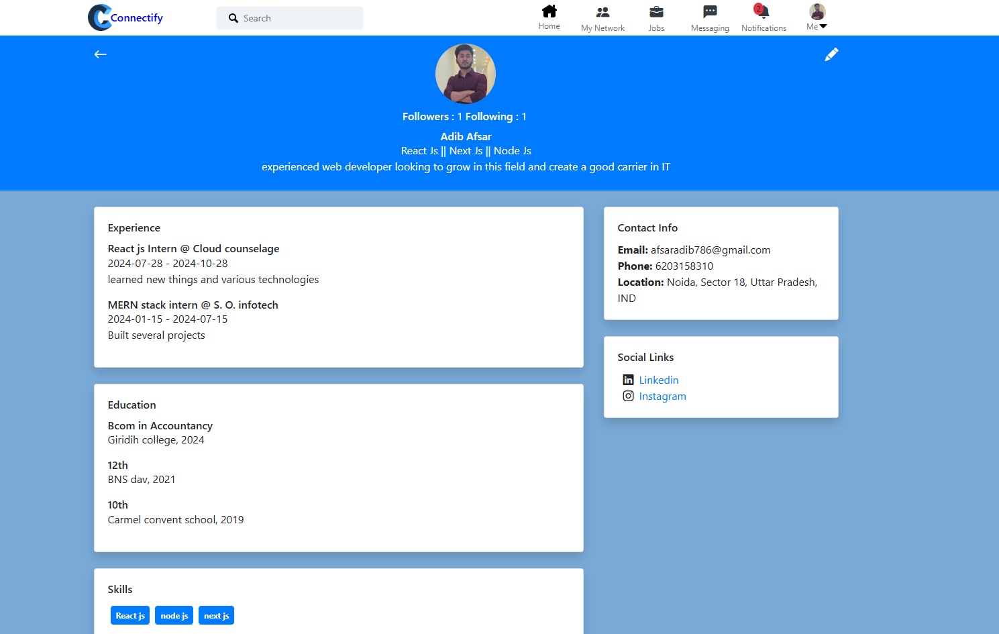 Connectify
Search
Home
My Network
Jobs
Messaging
2
Notifications
Me
Followers : 1 Following : 1
Adib Afsar
React Js || Next Js || Node Js
experienced web developer looking to grow in this field and create a good carrier in IT
Experience
React js Intern @ Cloud counselage
2024-07-28 - 2024-10-28
learned new things and various technologies
MERN stack intern @ S. O. infotech
2024-01-15 - 2024-07-15
Built several projects
Education
Bcom in Accountancy
Giridih college, 2024
12th
BNS dav, 2021
10th
Carmel convent school, 2019
Skills
React js node js next js
Contact Info
Email: afsaradib786@gmail.com
Phone: 6203158310
Location: Noida, Sector 18, Uttar Pradesh,
IND
Social Links
Linkedin
Instagram